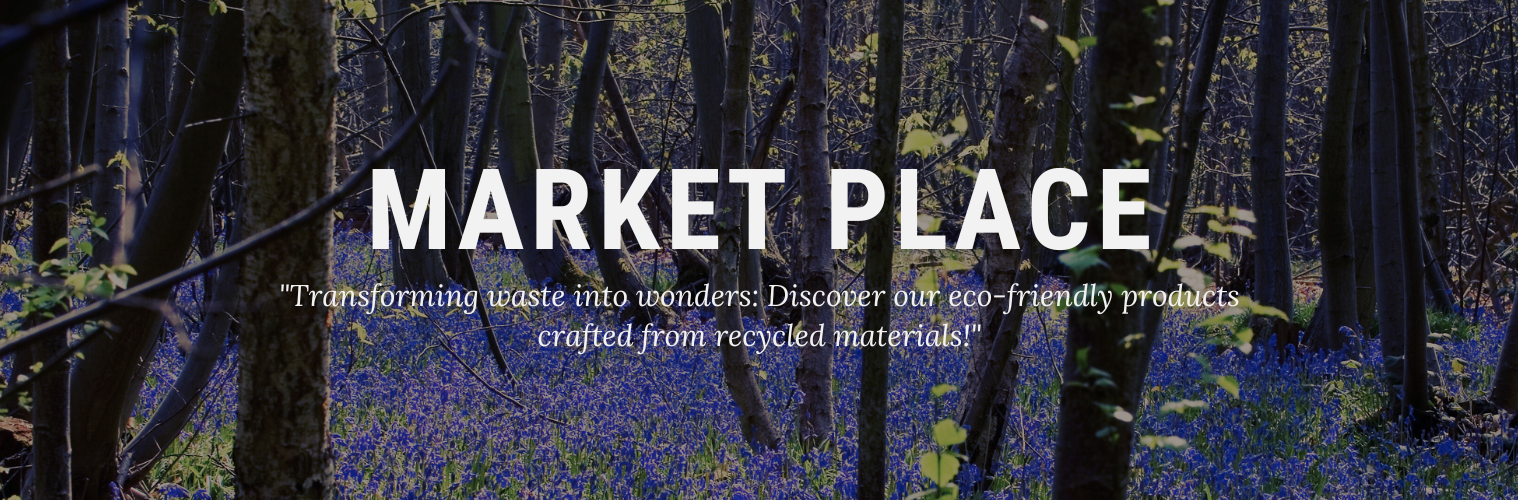 MARKET PLACE
"Transforming waste into wonders: Discover our eco-friendly products
crafted from recycled materials!"